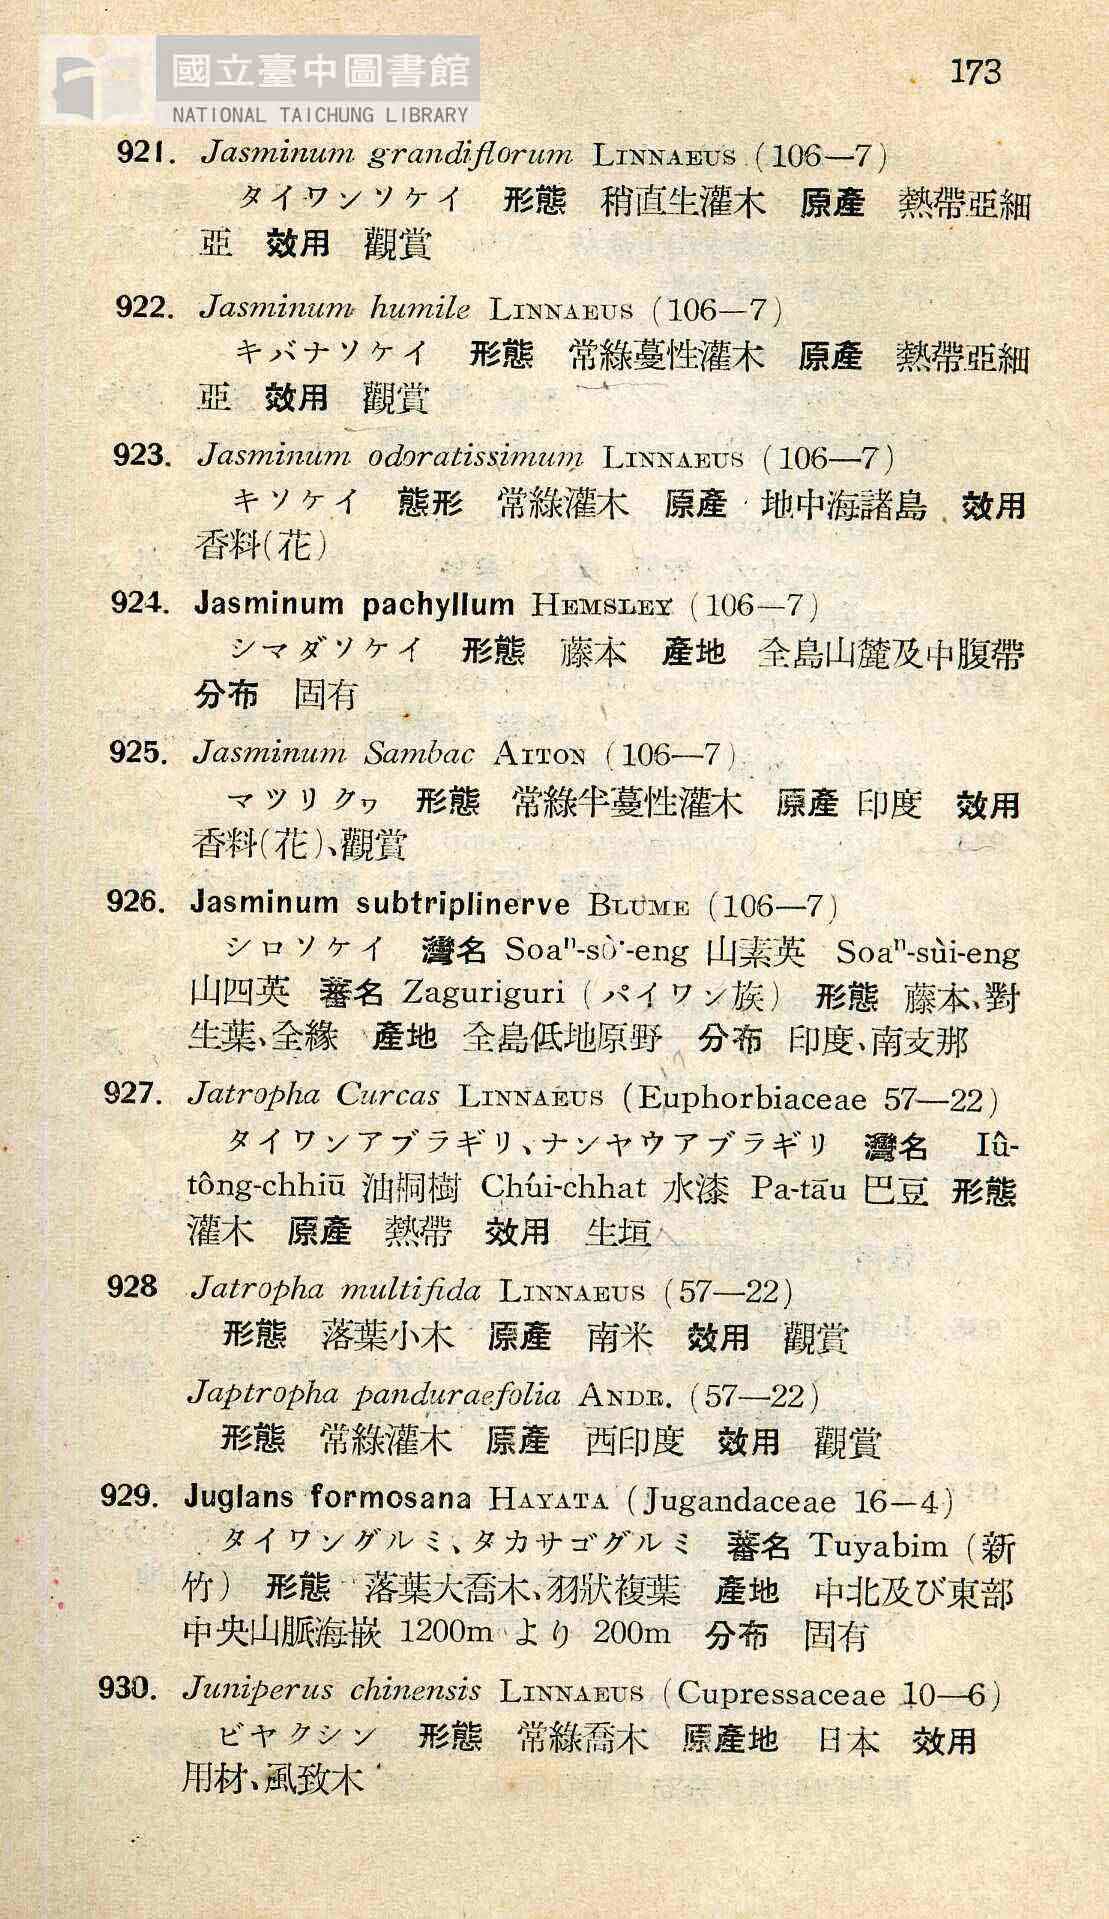 國立臺中圖書館
NATIONAL TAICHUNG LIBRARY
173
921. Jasminum grandiflorum LINNAEUS (106—7)
タイワンソケイ 形態 稍直生灌木 原產 熱帶亞細
亞 效用 觀賞
922. Jasminum humile LINNAEUS (106—7)
キバナソケイ 形態 常綠蔓性灌木 原產 熱帶亞細
亞 效用 觀賞
923. Jasminum odoratissimum LINNAEUS (106—7)
キソケイ 態形 常綠灌木 原產 地中海諸島 效用
香料(花)
924. Jasminum pachyllum HEMSLEY (106—7)
シマダソケイ 形態 藤本 產地 全島山麓及中腹帶
分布 固有
925. Jasminum Sambac AITON (106—7)
マツリクヮ 形態 常綠半蔓性灌木 原產 印度 效用
香料(花)、觀賞
926. Jasminum subtriplinerve BLUME (106—7)
シロソケイ 灣名 Soaⁿ-sò͘-eng 山素英 Soaⁿ-sùi-eng
山四英 蕃名 Zaguriguri (パイワン族) 形態 藤本、對
生葉、全緣 產地 全島低地原野 分布 印度、南支那
927. Jatropha Curcas LINNAEUS (Euphorbiaceae 57—22)
タイワンアブラギリ、ナンヤウアブラギリ 灣名 Iû-
tông-chhiū 油桐樹 Chúi-chhat 水漆 Pa-tāu 巴豆 形態
灌木 原產 熱帶 效用 生垣
928 Jatropha multifida LINNAEUS (57—22)
形態 落葉小木 原產 南米 效用 觀賞
Japtropha panduraefolia ANDR. (57—22)
形態 常綠灌木 原產 西印度 效用 觀賞
929. Juglans formosana HAYATA (Jugandaceae 16—4)
タイワングルミ、タカサゴグルミ 蕃名 Tuyabim (新
竹) 形態 落葉大喬木、羽狀複葉 產地 中北及び東部
中央山脈海嵌 1200m より 200m 分布 固有
930. Juniperus chinensis LINNAEUS (Cupressaceae 10—6)
ビヤクシン 形態 常綠喬木 原產地 日本 效用
用材、風致木